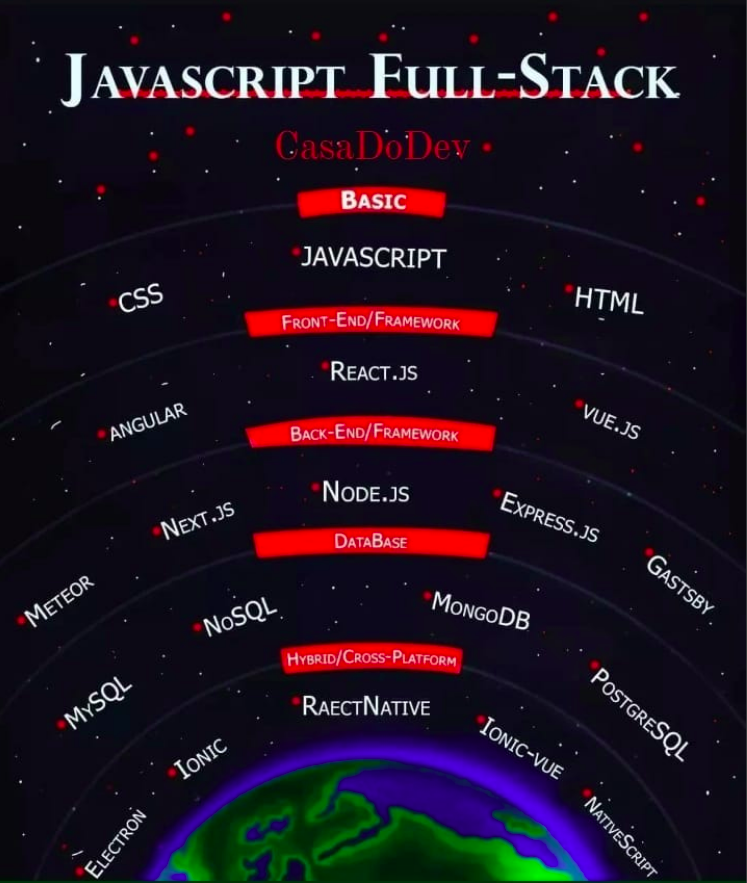 JAVASCRIPT FULL-STACK
CasaDoDev
BASIC
JAVASCRIPT
CSS
HTML
FRONT-END/FRAMEWORK
REACT.JS
ANGULAR
VUE.JS
BACK-END/FRAMEWORK
NODE.JS
NEXT.JS
EXPRESS.JS
METEOR
GASTSBY
DATABASE
NOSQL
MONGODB
MYSQL
POSTGRESQL
HYBRID/CROSS-PLATFORM
RAECTNATIVE
IONIC
IONIC-VUE
ELECTRON
NATIVESCRIPT